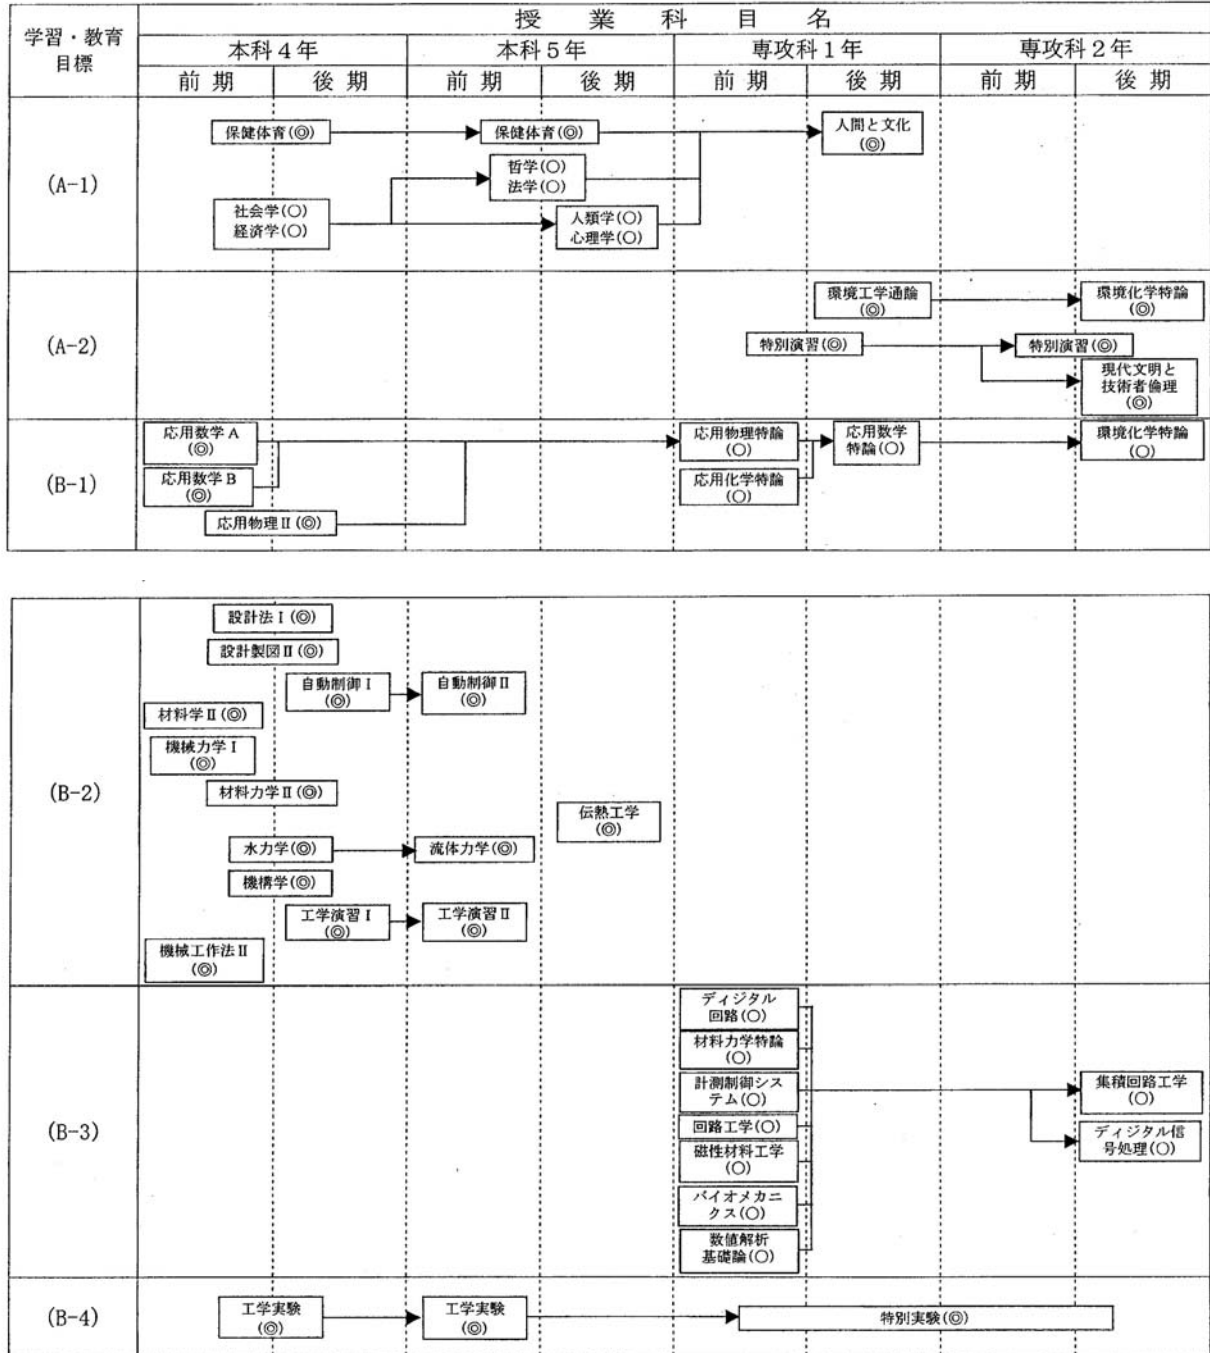 授 業 科 目 名
学習・教育
目標
本科4年
本科5年
専攻科1年
専攻科2年
前 期
後 期
前 期
後 期
前 期
後 期
前 期
後 期
(A-1)
保健体育(◎)
保健体育(◎)
人間と文化
(◎)
哲学(○)
法学(○)
社会学(○)
経済学(○)
人類学(○)
心理学(○)
(A-2)
環境工学通論
(◎)
環境化学特論
(◎)
特別演習(◎)
特別演習(◎)
現代文明と
技術者倫理
(◎)
(B-1)
応用数学A
(◎)
応用物理特論
(○)
応用数学
特論(○)
環境化学特論
(○)
応用数学B
(◎)
応用化学特論
(○)
応用物理Ⅱ(◎)
(B-2)
設計法Ⅰ(◎)
設計製図Ⅱ(◎)
自動制御Ⅰ
(◎)
自動制御Ⅱ
(◎)
材料学Ⅱ(◎)
機械力学Ⅰ
(◎)
材料力学Ⅱ(◎)
伝熱工学
(◎)
水力学(◎)
流体力学(◎)
機構学(◎)
工学演習Ⅰ
(◎)
工学演習Ⅱ
(◎)
機械工作法Ⅱ
(◎)
(B-3)
ディジタル
回路(○)
材料力学特論
(○)
計測制御シス
テム(○)
集積回路工学
(○)
回路工学(○)
ディジタル信
号処理(○)
磁性材料工学
(○)
バイオメカニ
クス(○)
数値解析
基礎論(○)
(B-4)
工学実験
(◎)
工学実験
(◎)
特別実験(◎)